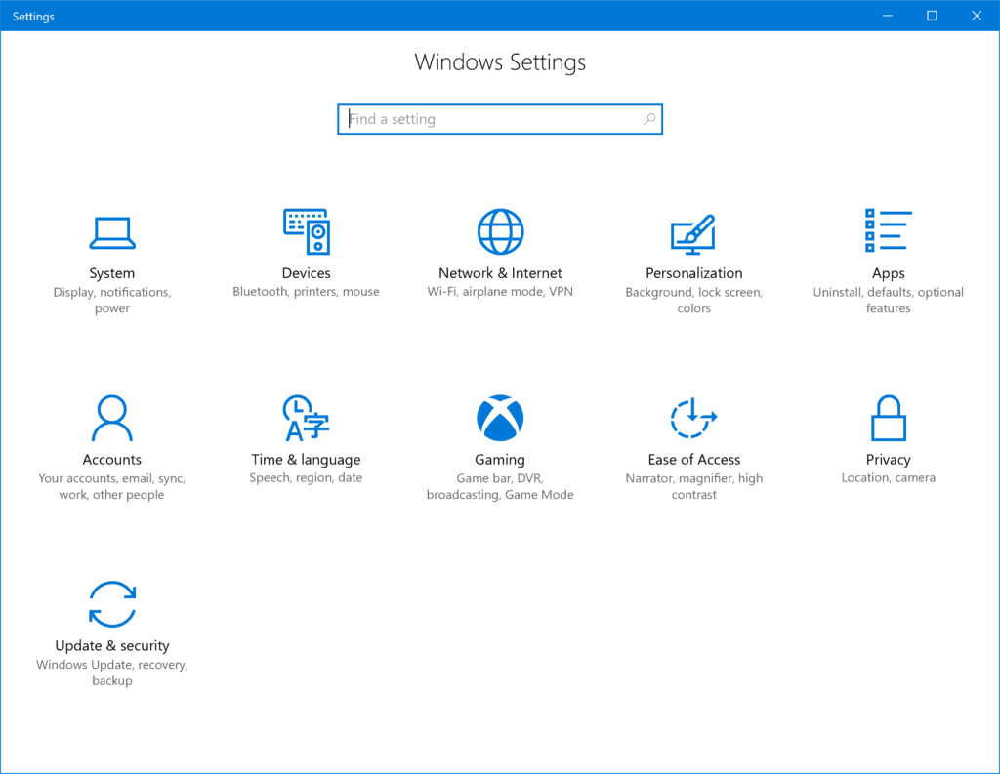 Settings
Windows Settings
Find a setting
System
Display, notifications,
power
Devices
Bluetooth, printers, mouse
Network & Internet
Wi-Fi, airplane mode, VPN
Personalization
Background, lock screen,
colors
Apps
Uninstall, defaults, optional
features
Accounts
Your accounts, email, sync,
work, other people
A字
Time & language
Speech, region, date
Gaming
Game bar, DVR,
broadcasting, Game Mode
Ease of Access
Narrator, magnifier, high
contrast
Privacy
Location, camera
Update & security
Windows Update, recovery,
backup